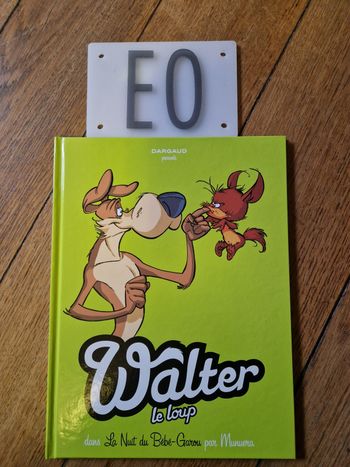 EO
DARGAUD
présente
Walter
le loup
dans La Nuit du Bébé-Garou par Munuera